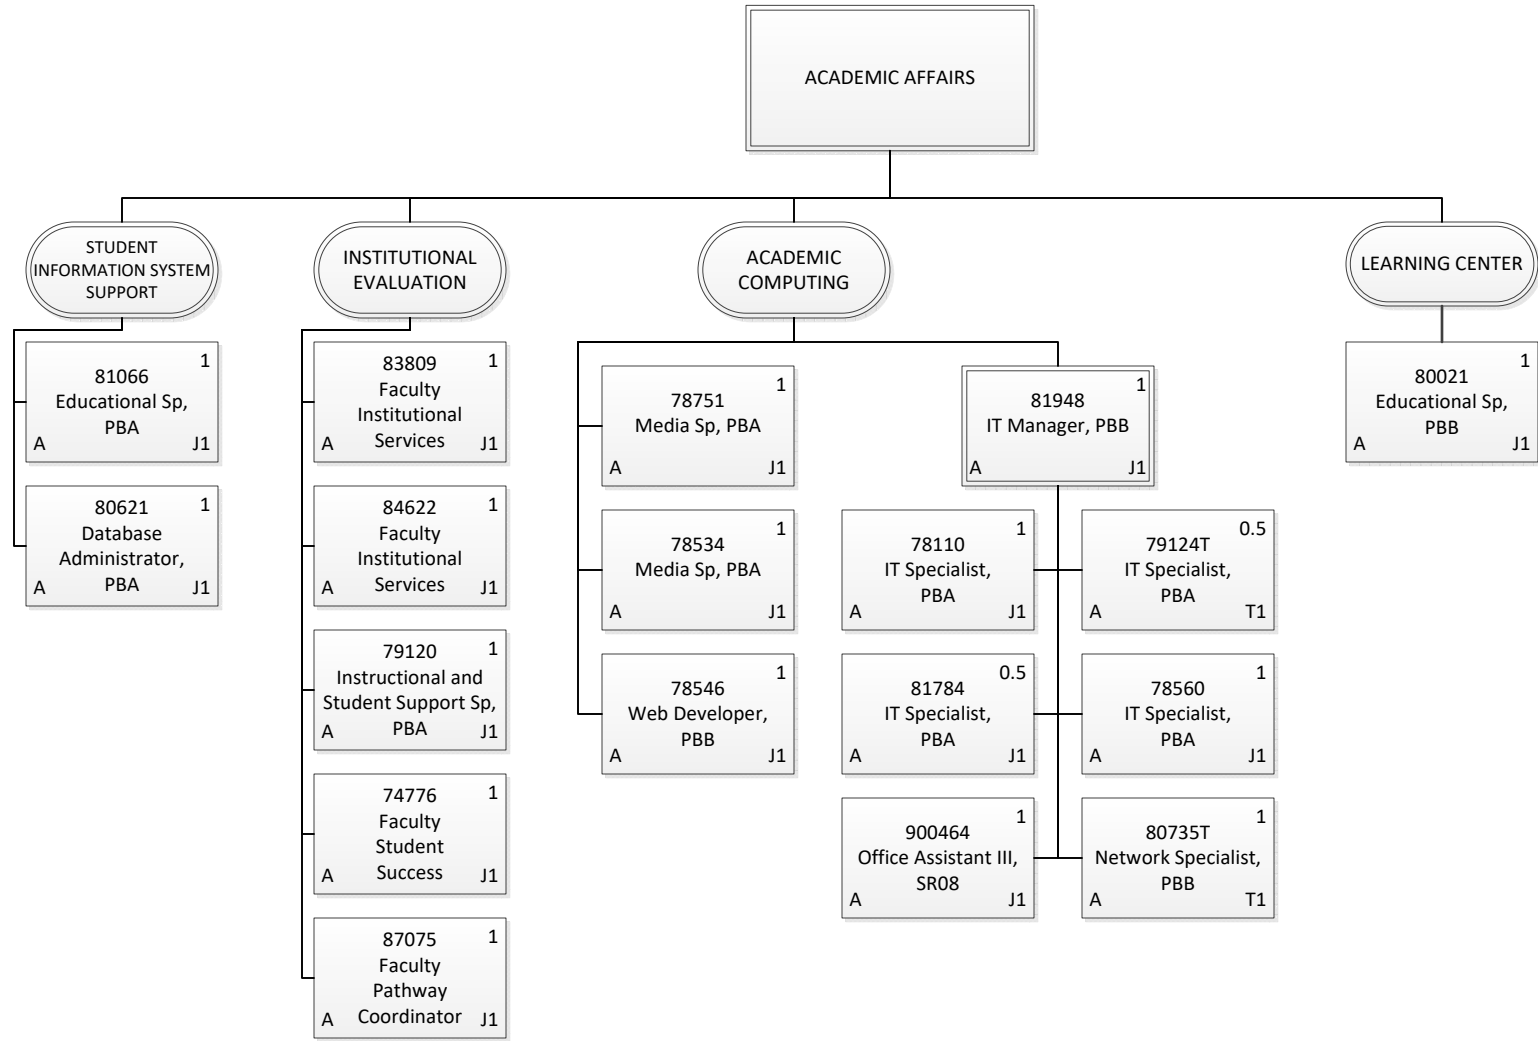 ACADEMIC AFFAIRS
STUDENT
INFORMATION SYSTEM
SUPPORT
1
81066
Educational Sp,
PBA
A J1
1
80621
Database
Administrator,
PBA
A J1
INSTITUTIONAL
EVALUATION
1
83809
Faculty
Institutional
Services
A J1
1
84622
Faculty
Institutional
Services
A J1
1
79120
Instructional and
Student Support Sp,
PBA
A J1
1
74776
Faculty
Student
Success
A J1
1
87075
Faculty
Pathway
Coordinator
A J1
ACADEMIC
COMPUTING
1
78751
Media Sp, PBA
A J1
1
78534
Media Sp, PBA
A J1
1
78546
Web Developer,
PBB
A J1
1
81948
IT Manager, PBB
A J1
1
78110
IT Specialist,
PBA
A J1
0.5
79124T
IT Specialist,
PBA
A T1
0.5
81784
IT Specialist,
PBA
A J1
1
78560
IT Specialist,
PBA
A J1
1
900464
Office Assistant III,
SR08
A J1
1
80735T
Network Specialist,
PBB
A T1
LEARNING CENTER
1
80021
Educational Sp,
PBB
A J1